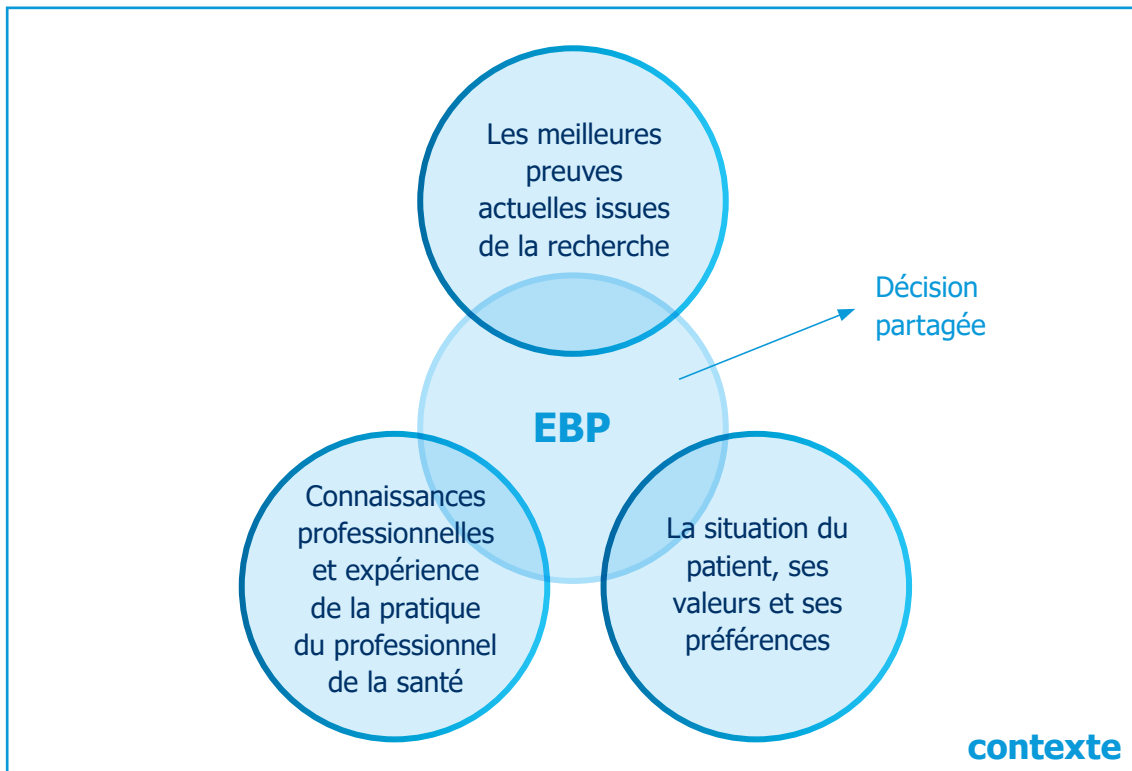 Les meilleures
preuves
actuelles issues
de la recherche
Décision
partagée
EBP
Connaissances
professionnelles
et expérience
de la pratique
du professionnel
de la santé
La situation du
patient, ses
valeurs et ses
préférences
contexte